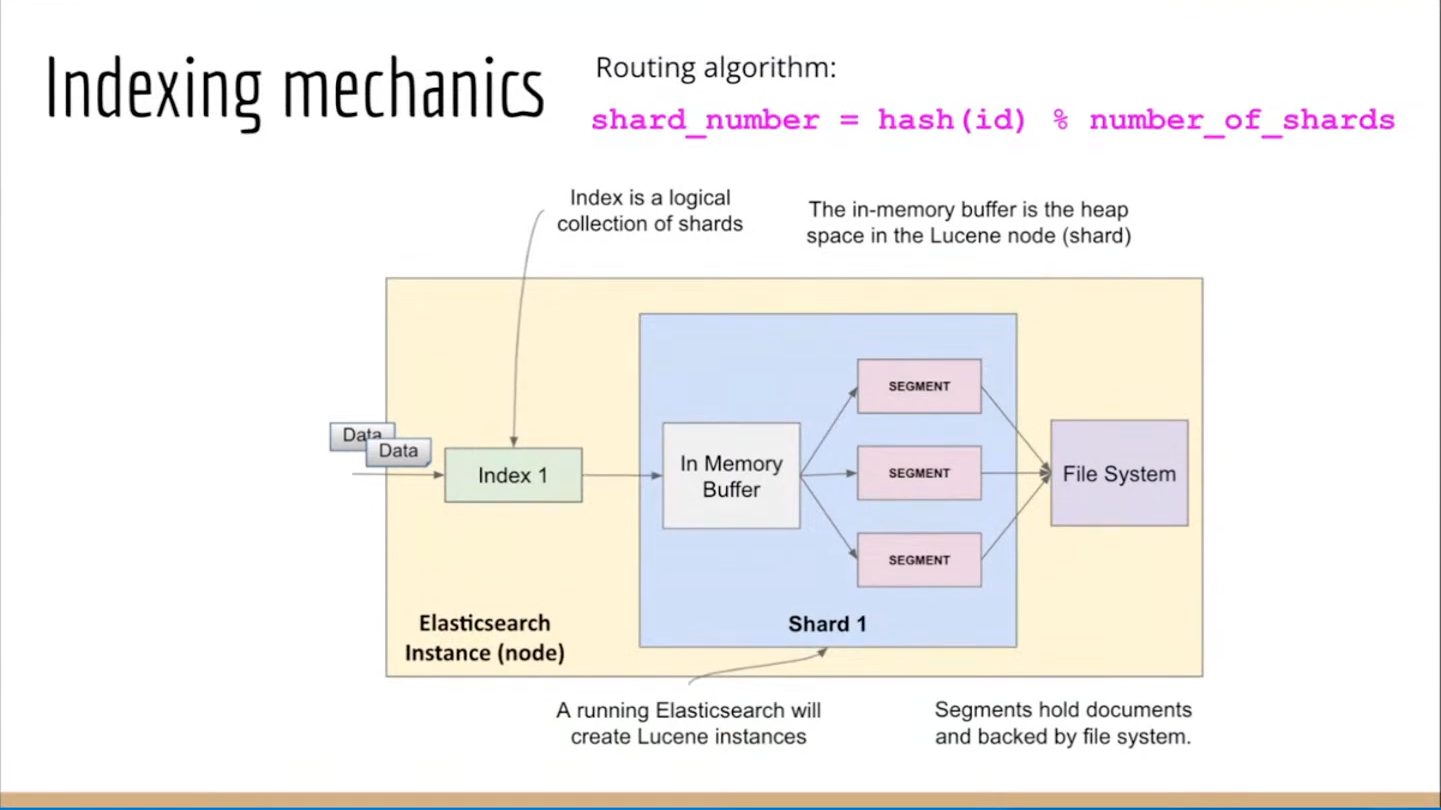 Indexing mechanics
Routing algorithm:
shard_number = hash(id) % number_of_shards
Index is a logical
collection of shards
The in-memory buffer is the heap
space in the Lucene node (shard)
Data
Data
Index 1
In Memory
Buffer
SEGMENT
SEGMENT
SEGMENT
File System
Elasticsearch
Instance (node)
Shard 1
A running Elasticsearch will
create Lucene instances
Segments hold documents
and backed by file system.